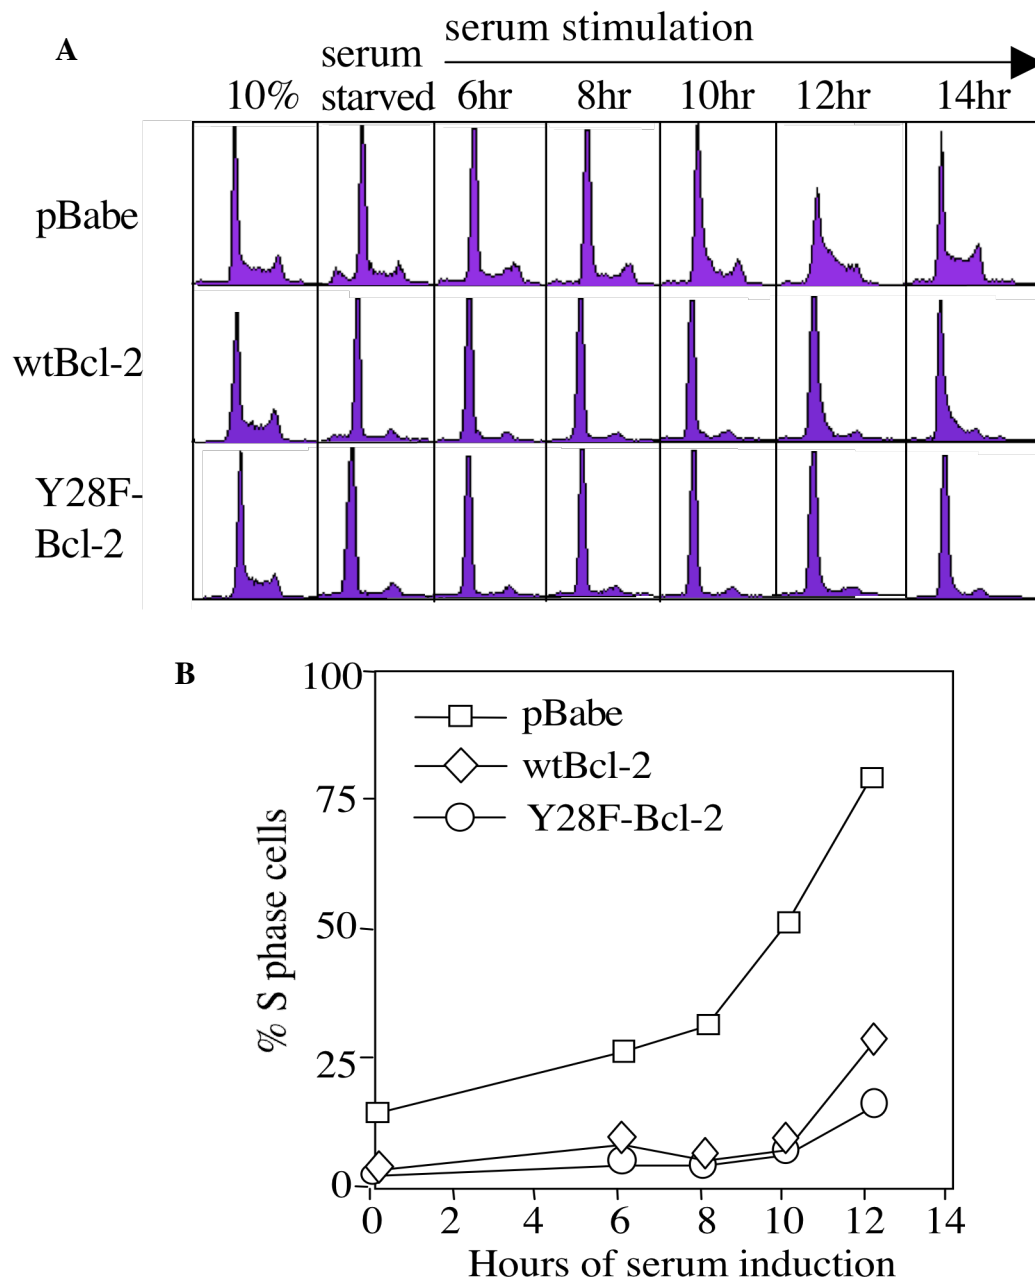 A
serum stimulation
serum
10% starved 6hr 8hr 10hr 12hr 14hr
pBabe
wtBcl-2
Y28F-
Bcl-2
B
100
75
50
25
0
% S phase cells
pBabe
wtBcl-2
Y28F-Bcl-2
0 2 4 6 8 10 12 14
Hours of serum induction